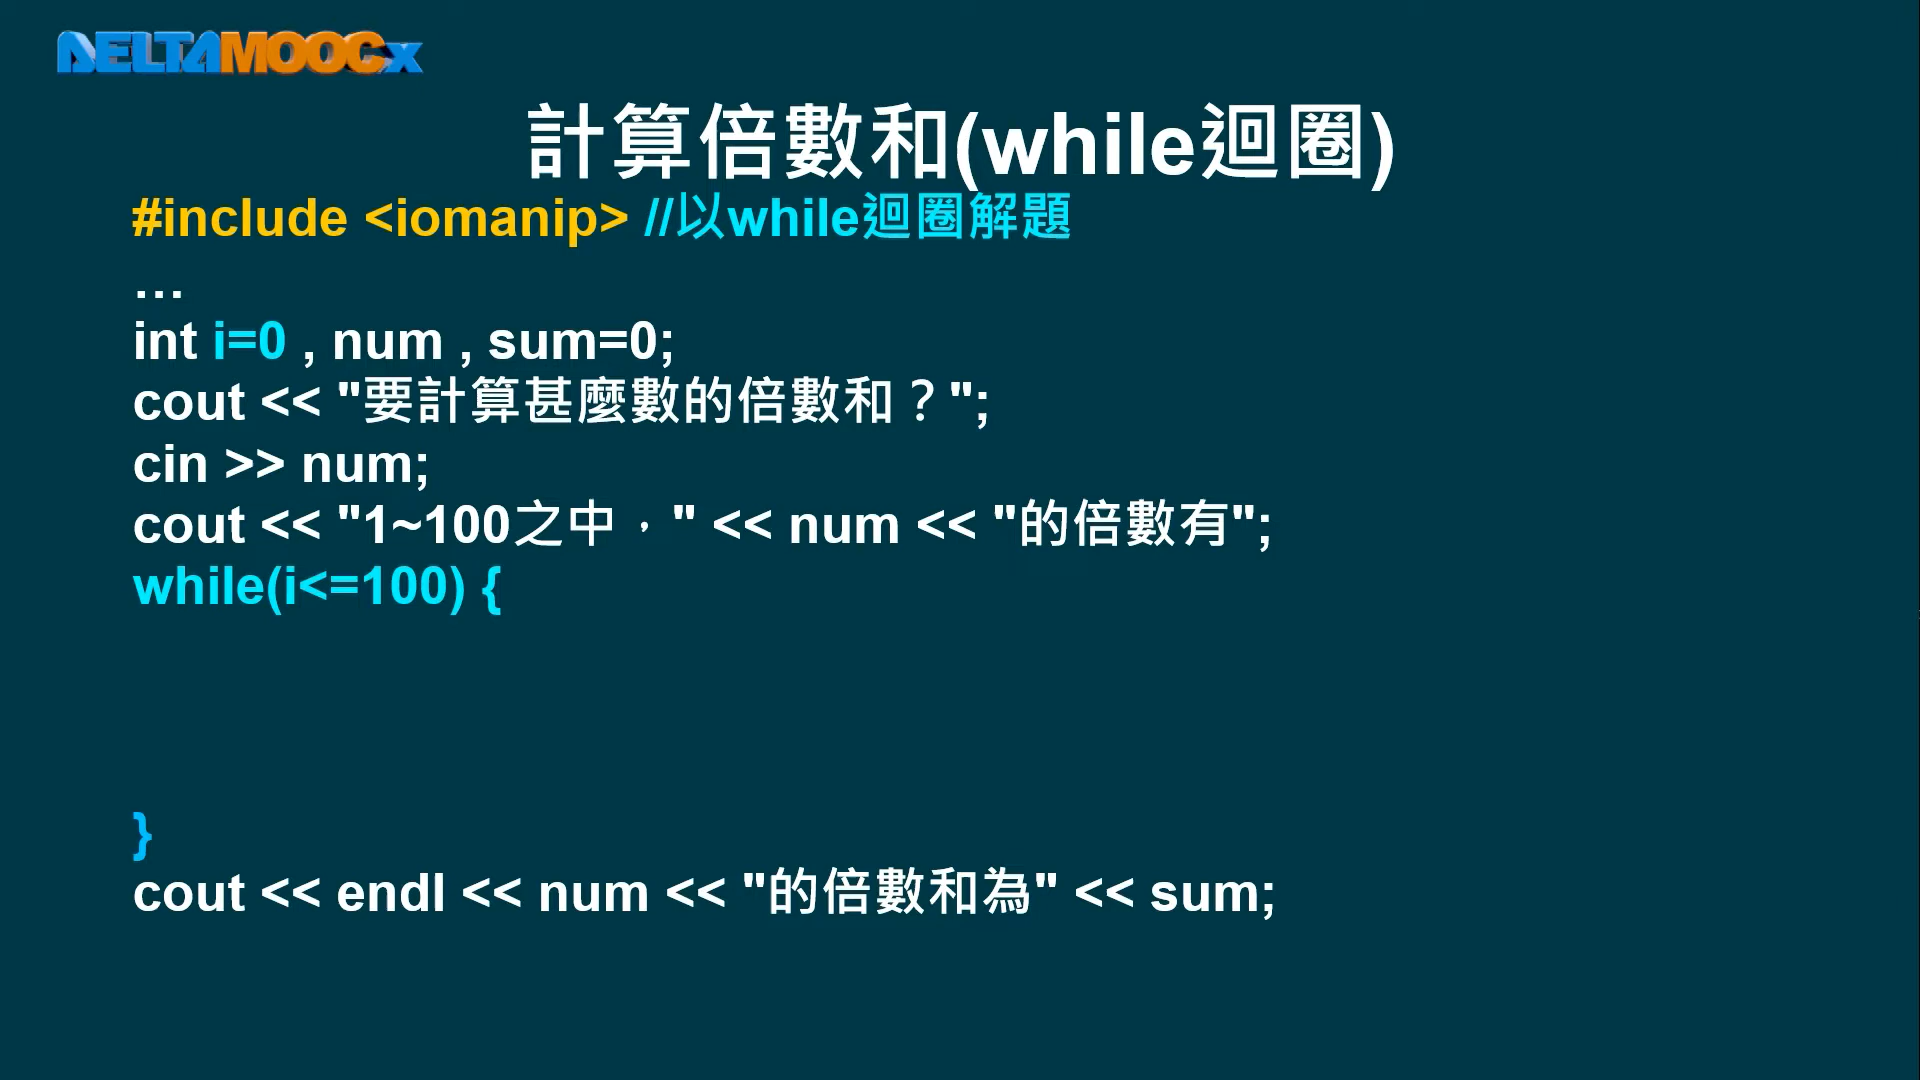 DELTAMOOCx
計算倍數和(while迴圈)
#include <iomanip> //以while迴圈解題
…
int i=0 , num , sum=0;
cout << "要計算甚麼數的倍數和？";
cin >> num;
cout << "1~100之中，" << num << "的倍數有";
while(i<=100) {
}
cout << endl << num << "的倍數和為" << sum;